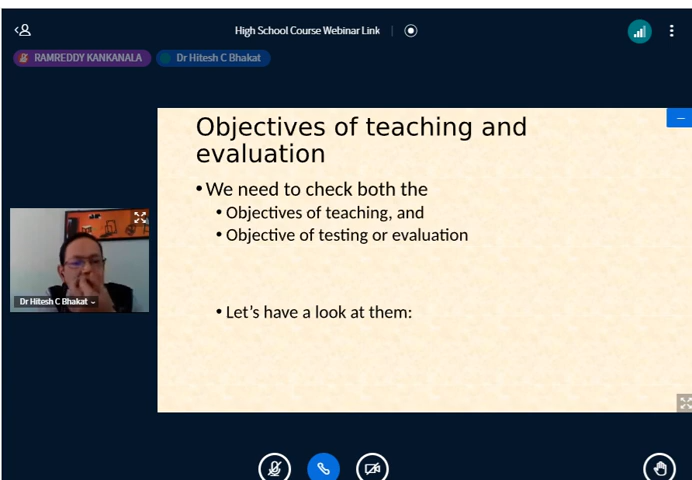 High School Course Webinar Link
RAMREDDY KANKANALA
Dr Hitesh C Bhakat
Objectives of teaching and
evaluation
• We need to check both the
• Objectives of teaching, and
• Objective of testing or evaluation
Dr Hitesh C Bhakat
• Let's have a look at them: